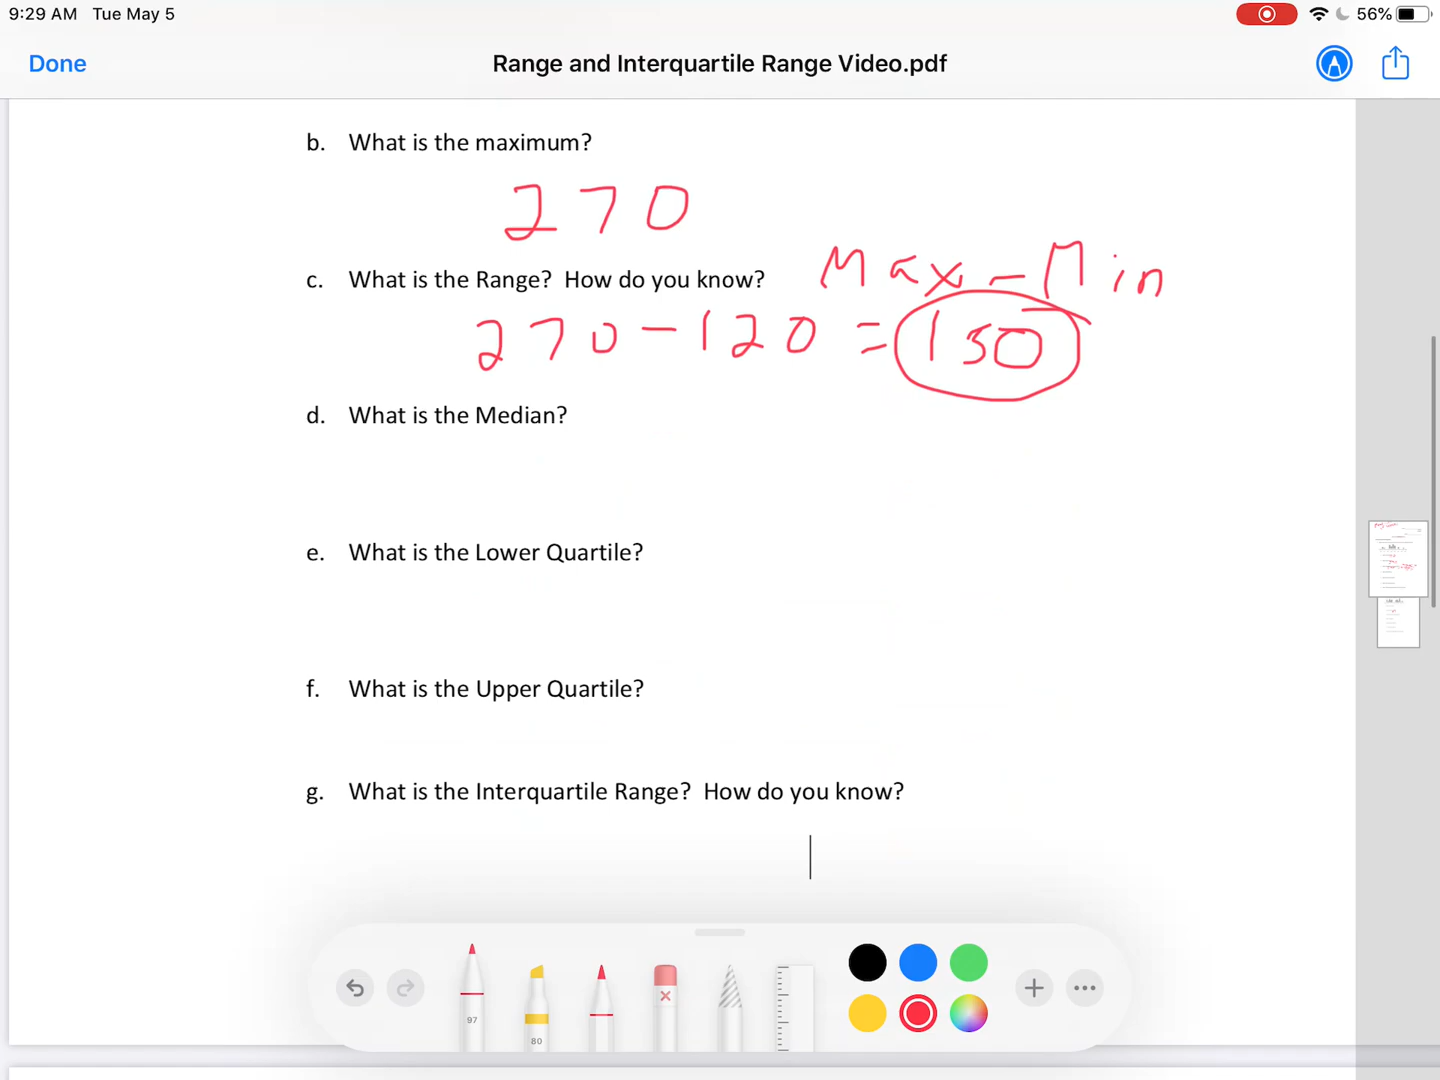 9:29 AM Tue May 5 56%
Done Range and Interquartile Range Video.pdf
b. What is the maximum?
270
c. What is the Range? How do you know? Max - Min
270 - 120 = 150
d. What is the Median?
e. What is the Lower Quartile?
f. What is the Upper Quartile?
g. What is the Interquartile Range? How do you know?
97
80